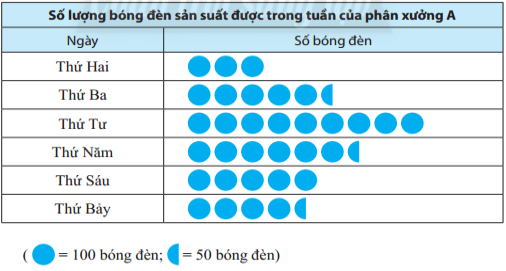 Số lượng bóng đèn sản suất được trong tuần của phân xưởng A
Ngày Số bóng đèn
Thứ Hai
Thứ Ba
Thứ Tư
Thứ Năm
Thứ Sáu
Thứ Bảy
( = 100 bóng đèn; = 50 bóng đèn)